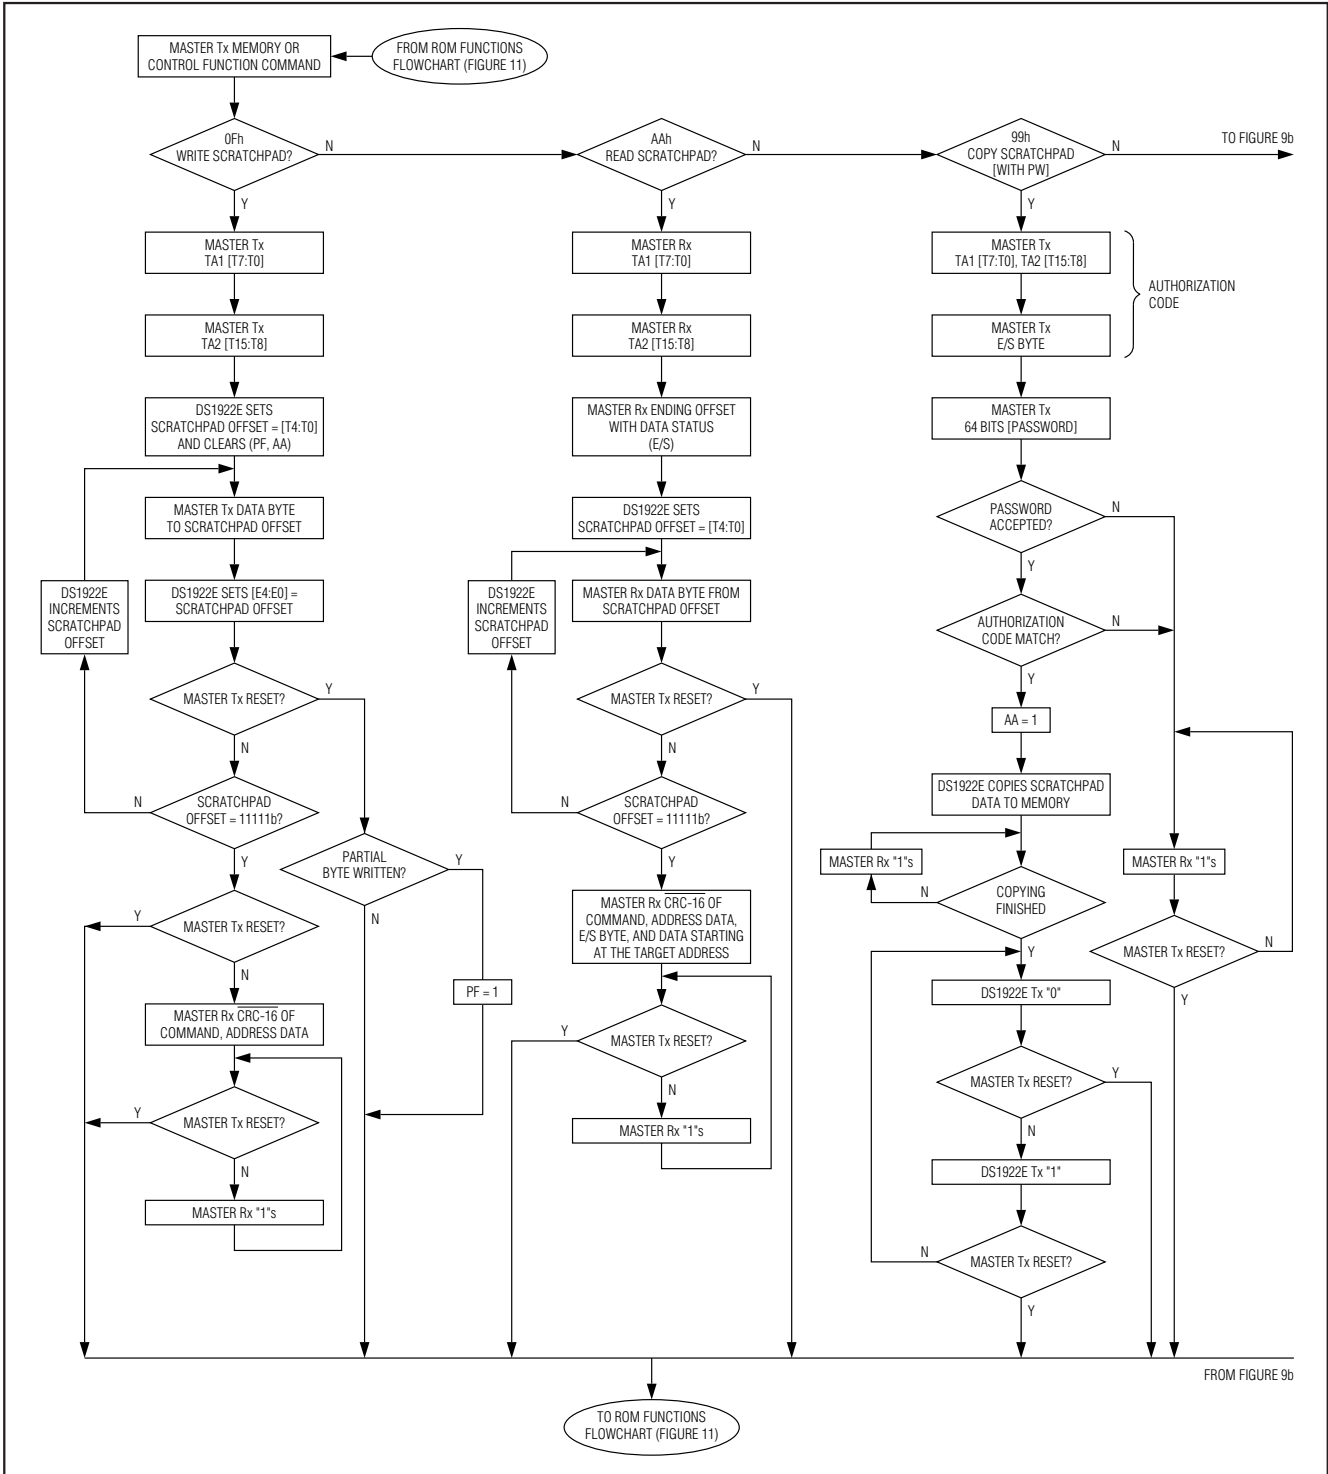 MASTER Tx MEMORY OR
CONTROL FUNCTION COMMAND
FROM ROM FUNCTIONS
FLOWCHART (FIGURE 11)
0Fh
WRITE SCRATCHPAD?
N
Y
MASTER Tx
TA1 [T7:T0]
MASTER Tx
TA2 [T15:T8]
DS1922E SETS
SCRATCHPAD OFFSET = [T4:T0]
AND CLEARS (PF, AA)
MASTER Tx DATA BYTE
TO SCRATCHPAD OFFSET
DS1922E SETS [E4:E0] =
SCRATCHPAD OFFSET
DS1922E
INCREMENTS
SCRATCHPAD
OFFSET
MASTER Tx RESET?
Y
N
SCRATCHPAD
OFFSET = 11111b?
N
Y
PARTIAL
BYTE WRITTEN?
Y
N
PF = 1
MASTER Tx RESET?
Y
N
MASTER Rx CRC-16 OF
COMMAND, ADDRESS DATA
MASTER Tx RESET?
Y
N
MASTER Rx "1"s
AAh
READ SCRATCHPAD?
N
Y
MASTER Rx
TA1 [T7:T0]
MASTER Rx
TA2 [T15:T8]
MASTER Rx ENDING OFFSET
WITH DATA STATUS
(E/S)
DS1922E SETS
SCRATCHPAD OFFSET = [T4:T0]
MASTER Rx DATA BYTE FROM
SCRATCHPAD OFFSET
DS1922E
INCREMENTS
SCRATCHPAD
OFFSET
MASTER Tx RESET?
Y
N
SCRATCHPAD
OFFSET = 11111b?
N
Y
MASTER Rx CRC-16 OF
COMMAND, ADDRESS DATA,
E/S BYTE, AND DATA STARTING
AT THE TARGET ADDRESS
MASTER Tx RESET?
Y
N
MASTER Rx "1"s
99h
COPY SCRATCHPAD
[WITH PW]
N
TO FIGURE 9b
Y
MASTER Tx
TA1 [T7:T0], TA2 [T15:T8]
MASTER Tx
E/S BYTE
AUTHORIZATION
CODE
MASTER Tx
64 BITS [PASSWORD]
PASSWORD
ACCEPTED?
N
Y
AUTHORIZATION
CODE MATCH?
N
Y
AA = 1
DS1922E COPIES SCRATCHPAD
DATA TO MEMORY
MASTER Rx "1"s
COPYING
FINISHED
N
Y
MASTER Rx "1"s
MASTER Tx RESET?
N
Y
DS1922E Tx "0"
MASTER Tx RESET?
Y
N
DS1922E Tx "1"
MASTER Tx RESET?
N
Y
FROM FIGURE 9b
TO ROM FUNCTIONS
FLOWCHART (FIGURE 11)